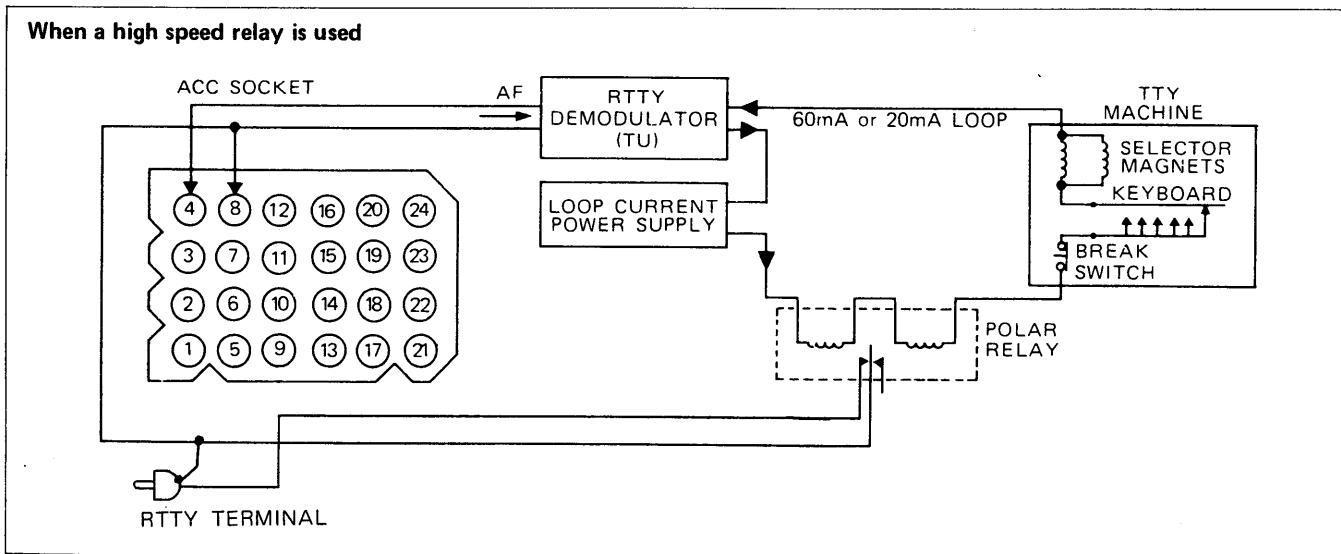 When a high speed relay is used
ACC SOCKET
AF
RTTY
DEMODULATOR
(TU)
60mA or 20mA LOOP
TTY
MACHINE
SELECTOR
MAGNETS
KEYBOARD
BREAK
SWITCH
LOOP CURRENT
POWER SUPPLY
POLAR
RELAY
4 8 12 16 20 24
3 7 11 15 19 23
2 6 10 14 18 22
1 5 9 13 17 21
RTTY TERMINAL